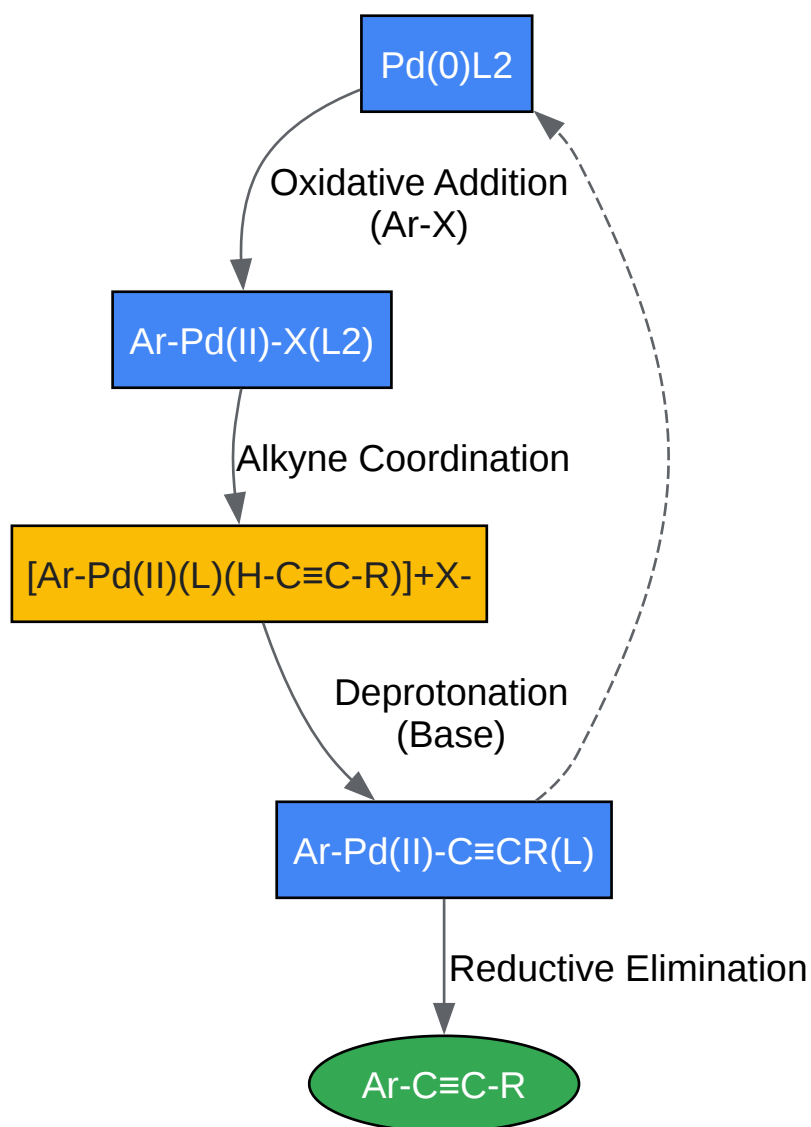 Pd(0)L2
Oxidative Addition
(Ar-X)
Ar-Pd(II)-X(L2)
Alkyne Coordination
[Ar-Pd(II)(L)(H-C≡C-R)]+X-
Deprotonation
(Base)
Ar-Pd(II)-C≡CR(L)
Reductive Elimination
Ar-C≡C-R